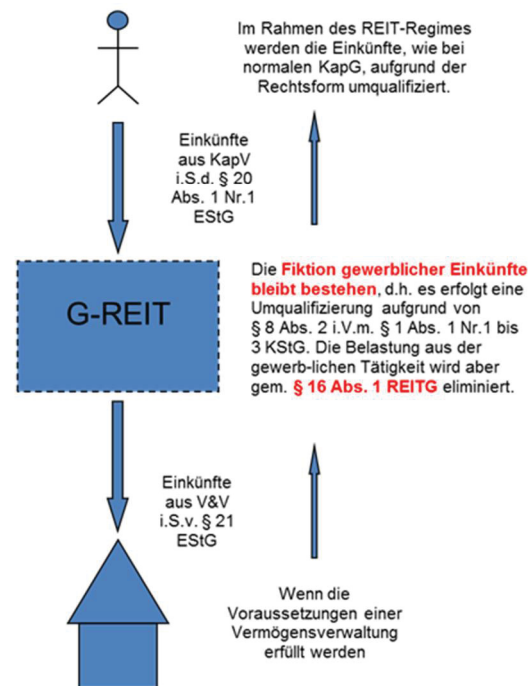 Im Rahmen des REIT-Regimes
werden die Einkünfte, wie bei
normalen KapG, aufgrund der
Rechtsform umqualifiziert.
Einkünfte
aus KapV
i.S.d. § 20
Abs. 1 Nr.1
EStG
G-REIT
Die Fiktion gewerblicher Einkünfte
bleibt bestehen, d.h. es erfolgt eine
Umqualifizierung aufgrund von
§ 8 Abs. 2 i.V.m. § 1 Abs. 1 Nr.1 bis
3 KStG. Die Belastung aus der
gewerb-lichen Tätigkeit wird aber
gem. § 16 Abs. 1 REITG eliminiert.
Einkünfte
aus V&V
i.S.v. § 21
EStG
Wenn die
Voraussetzungen einer
Vermögensverwaltung
erfüllt werden